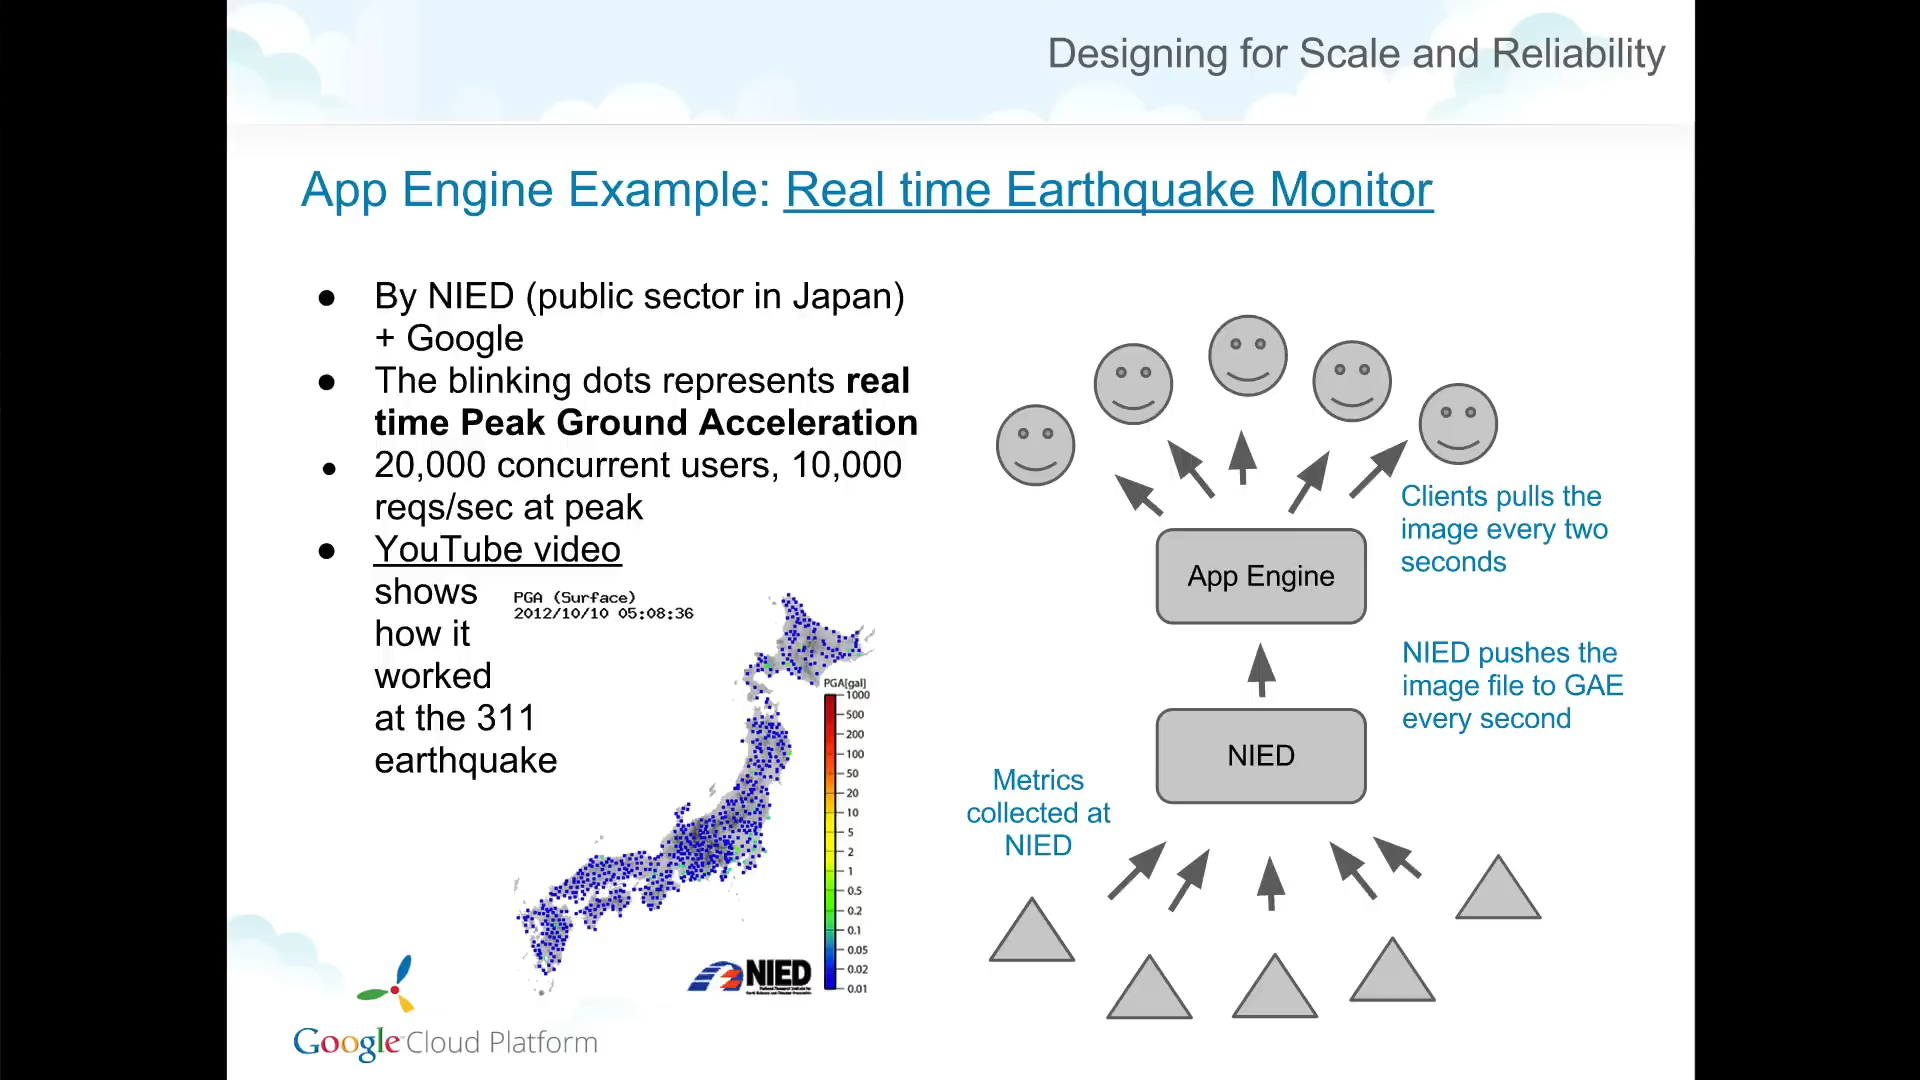 Designing for Scale and Reliability
App Engine Example: Real time Earthquake Monitor
● By NIED (public sector in Japan)
+ Google
● The blinking dots represents real
time Peak Ground Acceleration
● 20,000 concurrent users, 10,000
reqs/sec at peak
● YouTube video
shows
how it
worked
at the 311
earthquake
PGA (Surface)
2012/10/10 05:08:36
PGA[gal]
1000
500
200
100
50
20
10
5
2
1
0.5
0.2
0.1
0.05
0.02
0.01
NIED
Clients pulls the
image every two
seconds
App Engine
NIED pushes the
image file to GAE
every second
NIED
Metrics
collected at
NIED
Google Cloud Platform